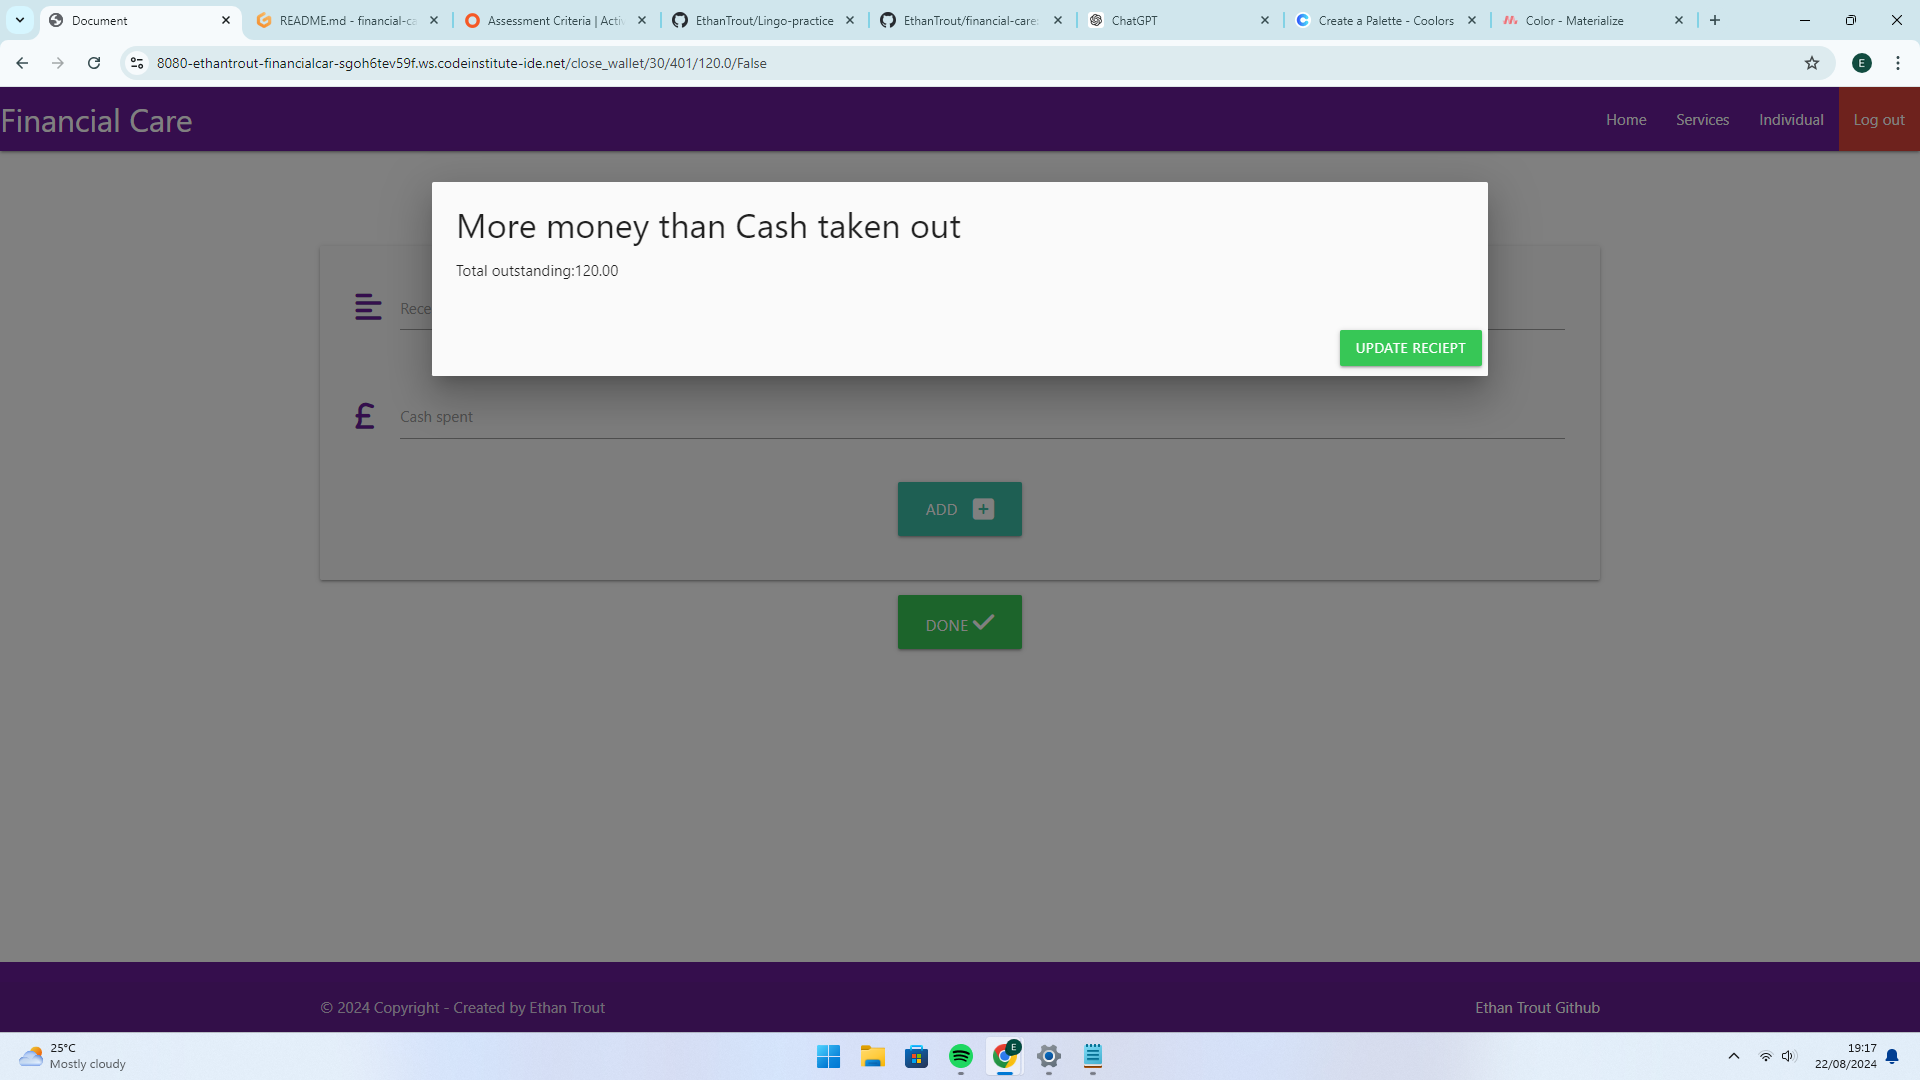 Document
README.md - financial-ca
Assessment Criteria | Activ
EthanTrout/Lingo-practice
EthanTrout/financial-care:
ChatGPT
Create a Palette - Coolors
Color - Materialize
8080-ethantrout-financialcar-sgoh6tev59f.ws.codeinstitute-ide.net/close_wallet/30/401/120.0/False
E
Financial Care
Home
Services
Individual
Log out
More money than Cash taken out
Total outstanding:120.00
Rece
UPDATE RECIEPT
£
Cash spent
ADD
DONE
© 2024 Copyright - Created by Ethan Trout
Ethan Trout Github
25°C
Mostly cloudy
E
19:17
22/08/2024